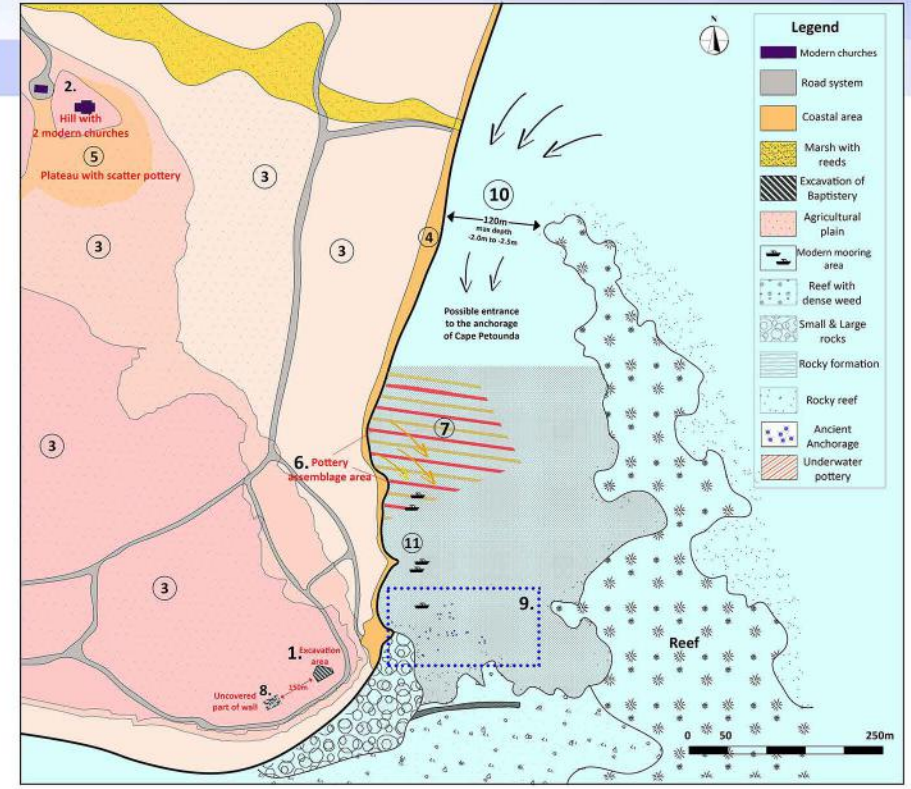 N
Legend
Modern churches
Road system
Coastal area
Marsh with
reeds
Excavation of
Baptistery
Agricultural
plain
Modern mooring
area
Reef with
dense weed
Small & Large
rocks
Rocky formation
Rocky reef
Ancient
Anchorage
Underwater
pottery
2.
Hill with
2 modern churches
5
Plateau with scatter pottery
3
3
3
4
10
120m
max depth
-2.0m to -2.5m
Possible entrance
to the anchorage
of Cape Petounda
7
3
6. Pottery
assemblage area
11
3
9.
1. Excavation
area
150m
8.
Uncovered
part of wall
Reef
0 50 250m